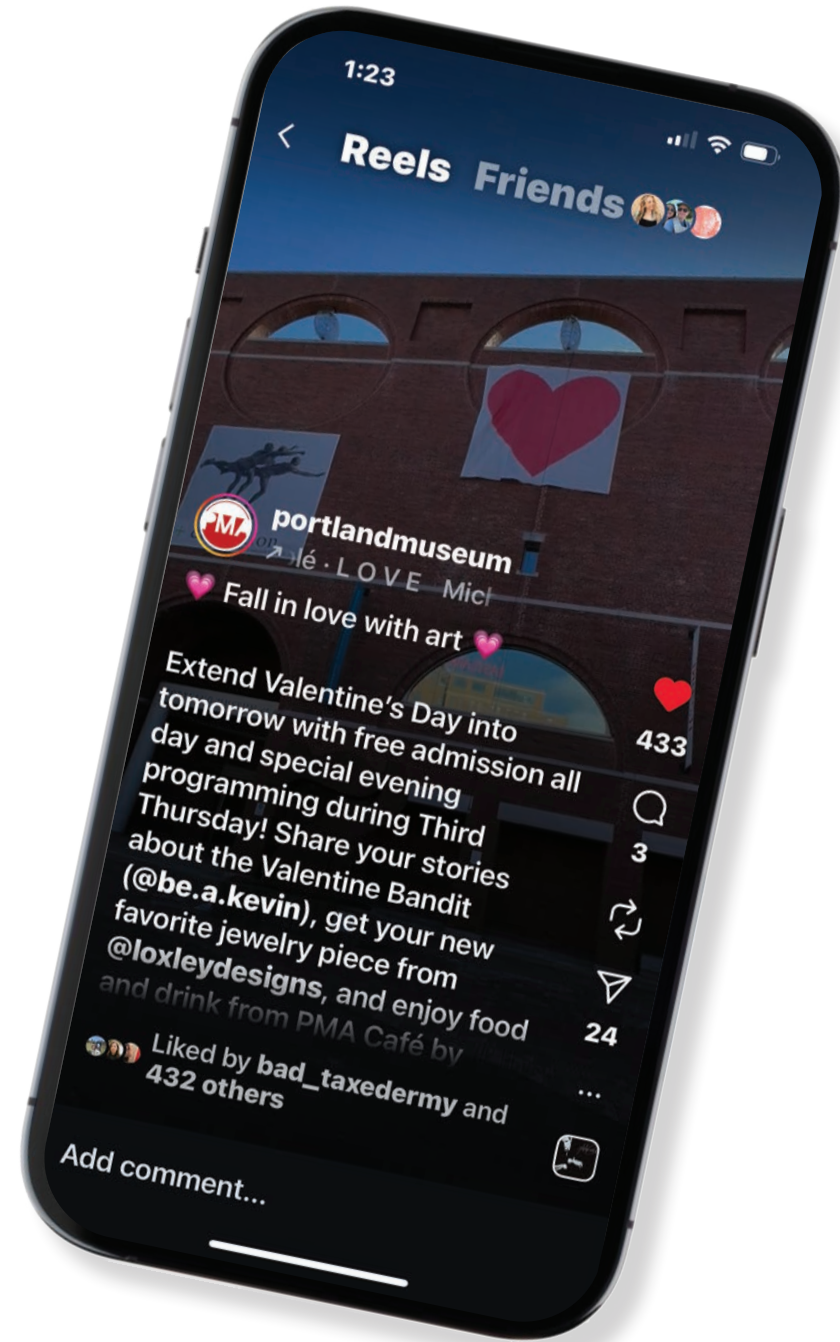 1:23
Reels Friends
PMA
portlandmuseum
lé · LOVE Micl
💗 Fall in love with art 💗
Extend Valentine’s Day into
tomorrow with free admission all
day and special evening
programming during Third
Thursday! Share your stories
about the Valentine Bandit
(@be.a.kevin), get your new
favorite jewelry piece from
@loxleydesigns, and enjoy food
and drink from PMA Café by
433
3
24
...
Liked by bad_taxedermy and
432 others
Add comment...